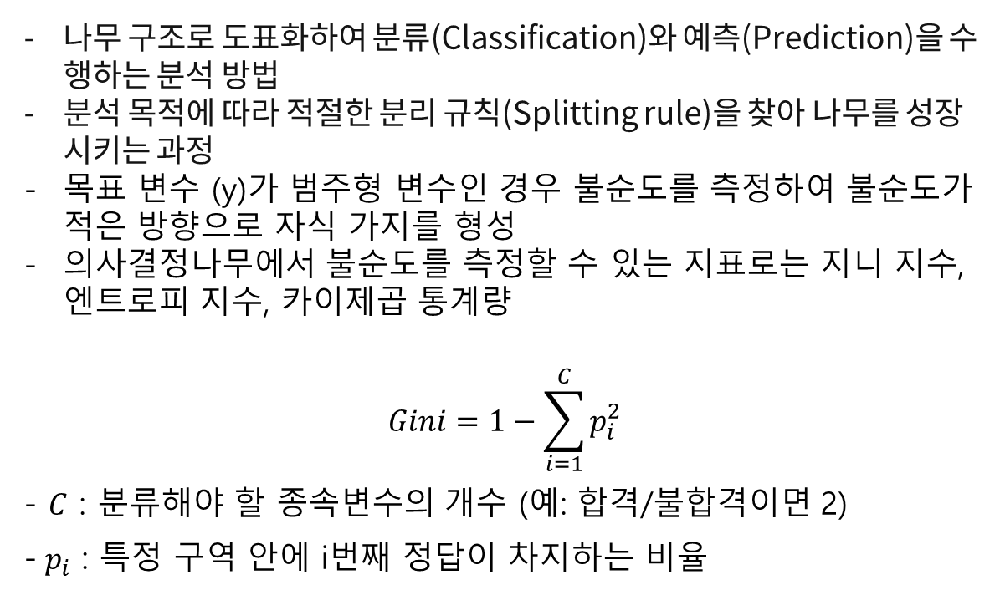 - 나무 구조로 도표화하여 분류(Classification)와 예측(Prediction)을 수
행하는 분석 방법
- 분석 목적에 따라 적절한 분리 규칙(Splitting rule)을 찾아 나무를 성장
시키는 과정
- 목표 변수 (y)가 범주형 변수인 경우 불순도를 측정하여 불순도가
적은 방향으로 자식 가지를 형성
- 의사결정나무에서 불순도를 측정할 수 있는 지표로는 지니 지수,
엔트로피 지수, 카이제곱 통계량
Gini = 1 − ∑_{i=1}^{C} p_i^2
- C : 분류해야 할 종속변수의 개수 (예: 합격/불합격이면 2)
- p_i : 특정 구역 안에 i번째 정답이 차지하는 비율